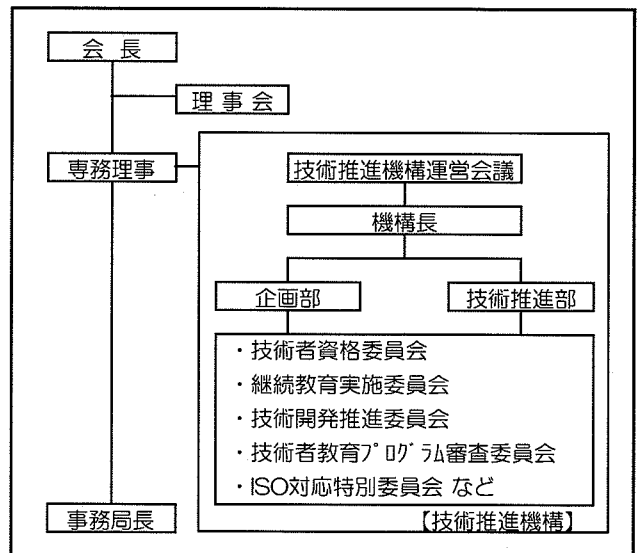 会 長
理 事 会
専務理事
技術推進機構運営会議
機構長
企画部
技術推進部
・技術者資格委員会
・継続教育実施委員会
・技術開発推進委員会
・技術者教育ﾌﾟﾛｸﾞﾗﾑ審査委員会
・ISO対応特別委員会 など
事務局長
【技術推進機構】